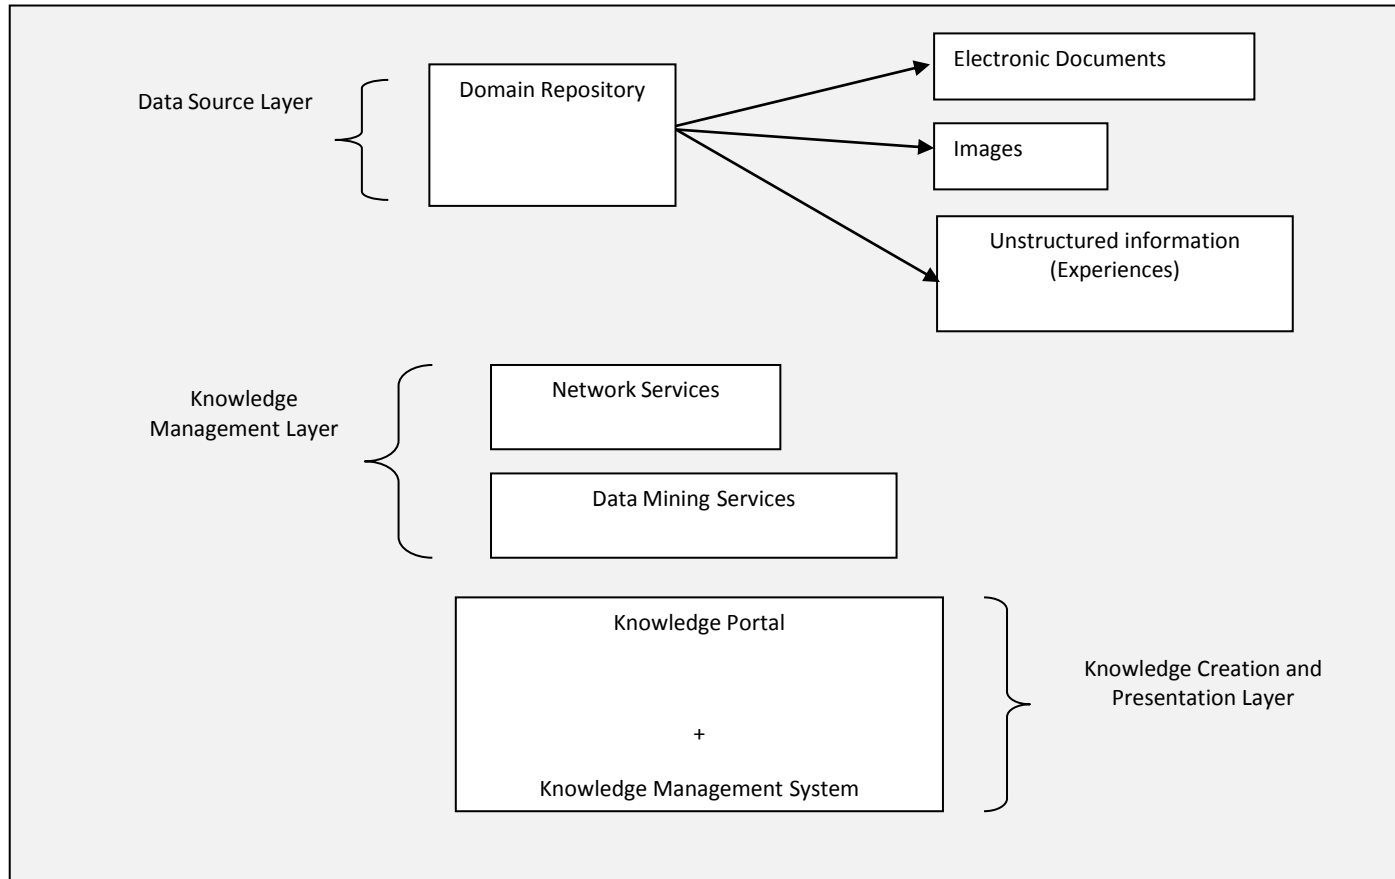 Data Source Layer
Domain Repository
Electronic Documents
Images
Unstructured information
(Experiences)
Knowledge
Management Layer
Network Services
Data Mining Services
Knowledge Portal
+
Knowledge Management System
Knowledge Creation and
Presentation Layer